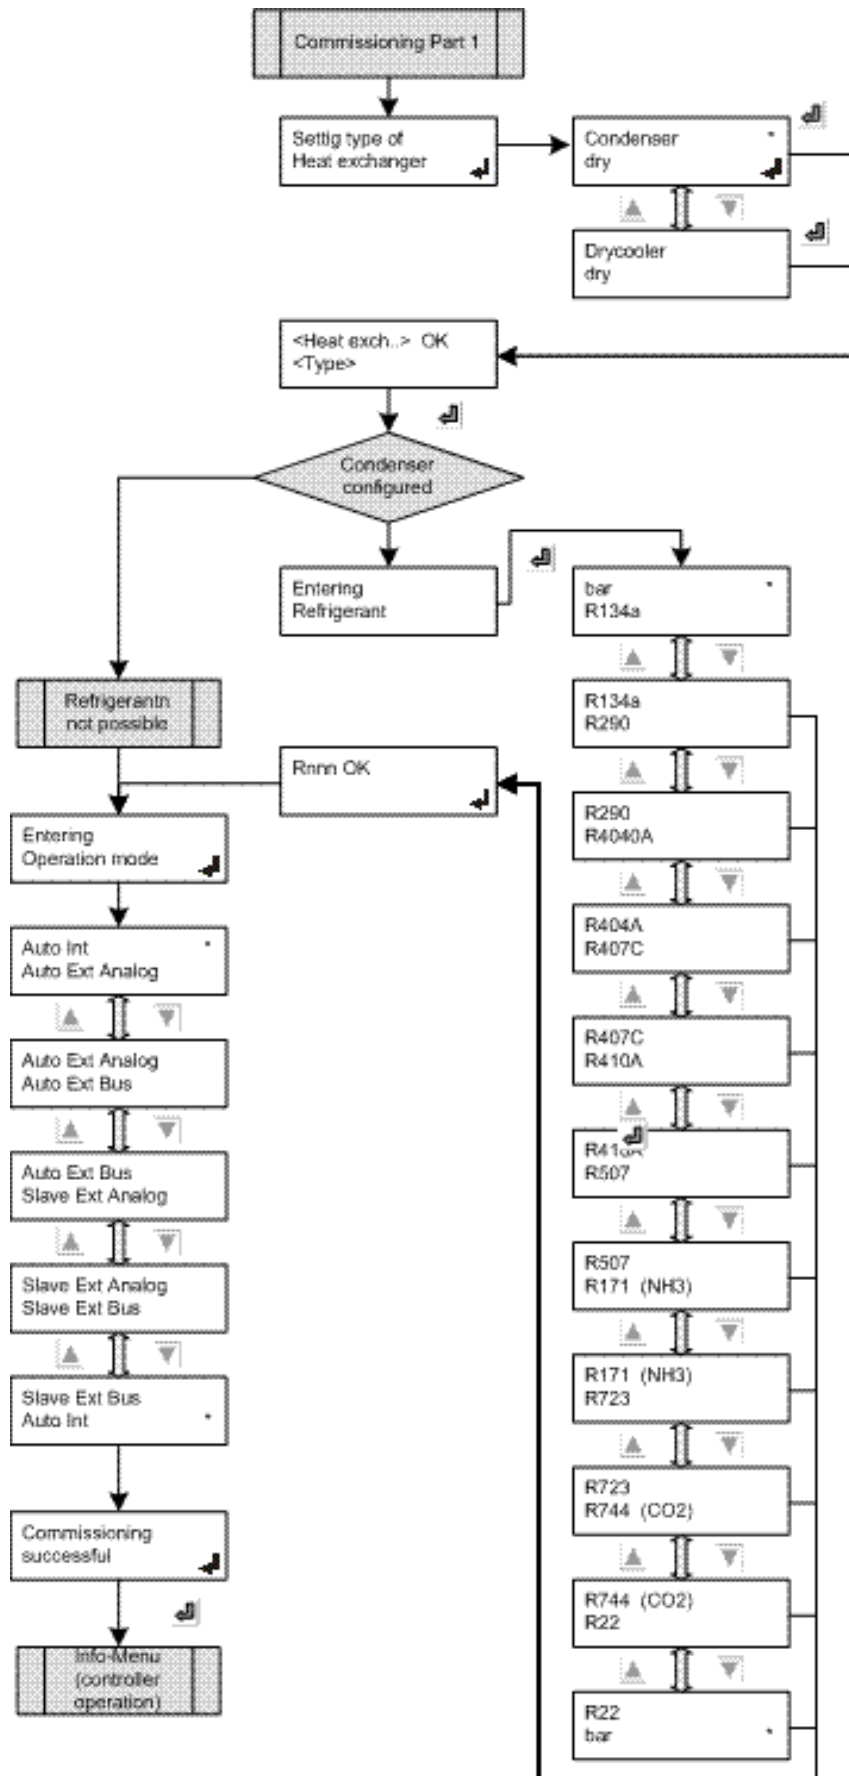 Commissioning Part 1
Settig type of
Heat exchanger
Condenser *
dry
Drycooler
dry
<Heat exch..> OK
<Type>
Condenser
configured
Entering
Refrigerant
bar *
R134a
R134a
R290
R290
R4040A
R404A
R407C
R407C
R410A
R507
R507
R171 (NH3)
R171 (NH3)
R723
R723
R744 (CO2)
R744 (CO2)
R22
R22
bar *
Refrigerantn
not possible
Rnnn OK
Entering
Operation mode
Auto Int *
Auto Ext Analog
Auto Ext Analog
Auto Ext Bus
Auto Ext Bus
Slave Ext Analog
Slave Ext Analog
Slave Ext Bus
Slave Ext Bus
Auto Int *
Commissioning
successful
Info-Menu
(controller
operation)